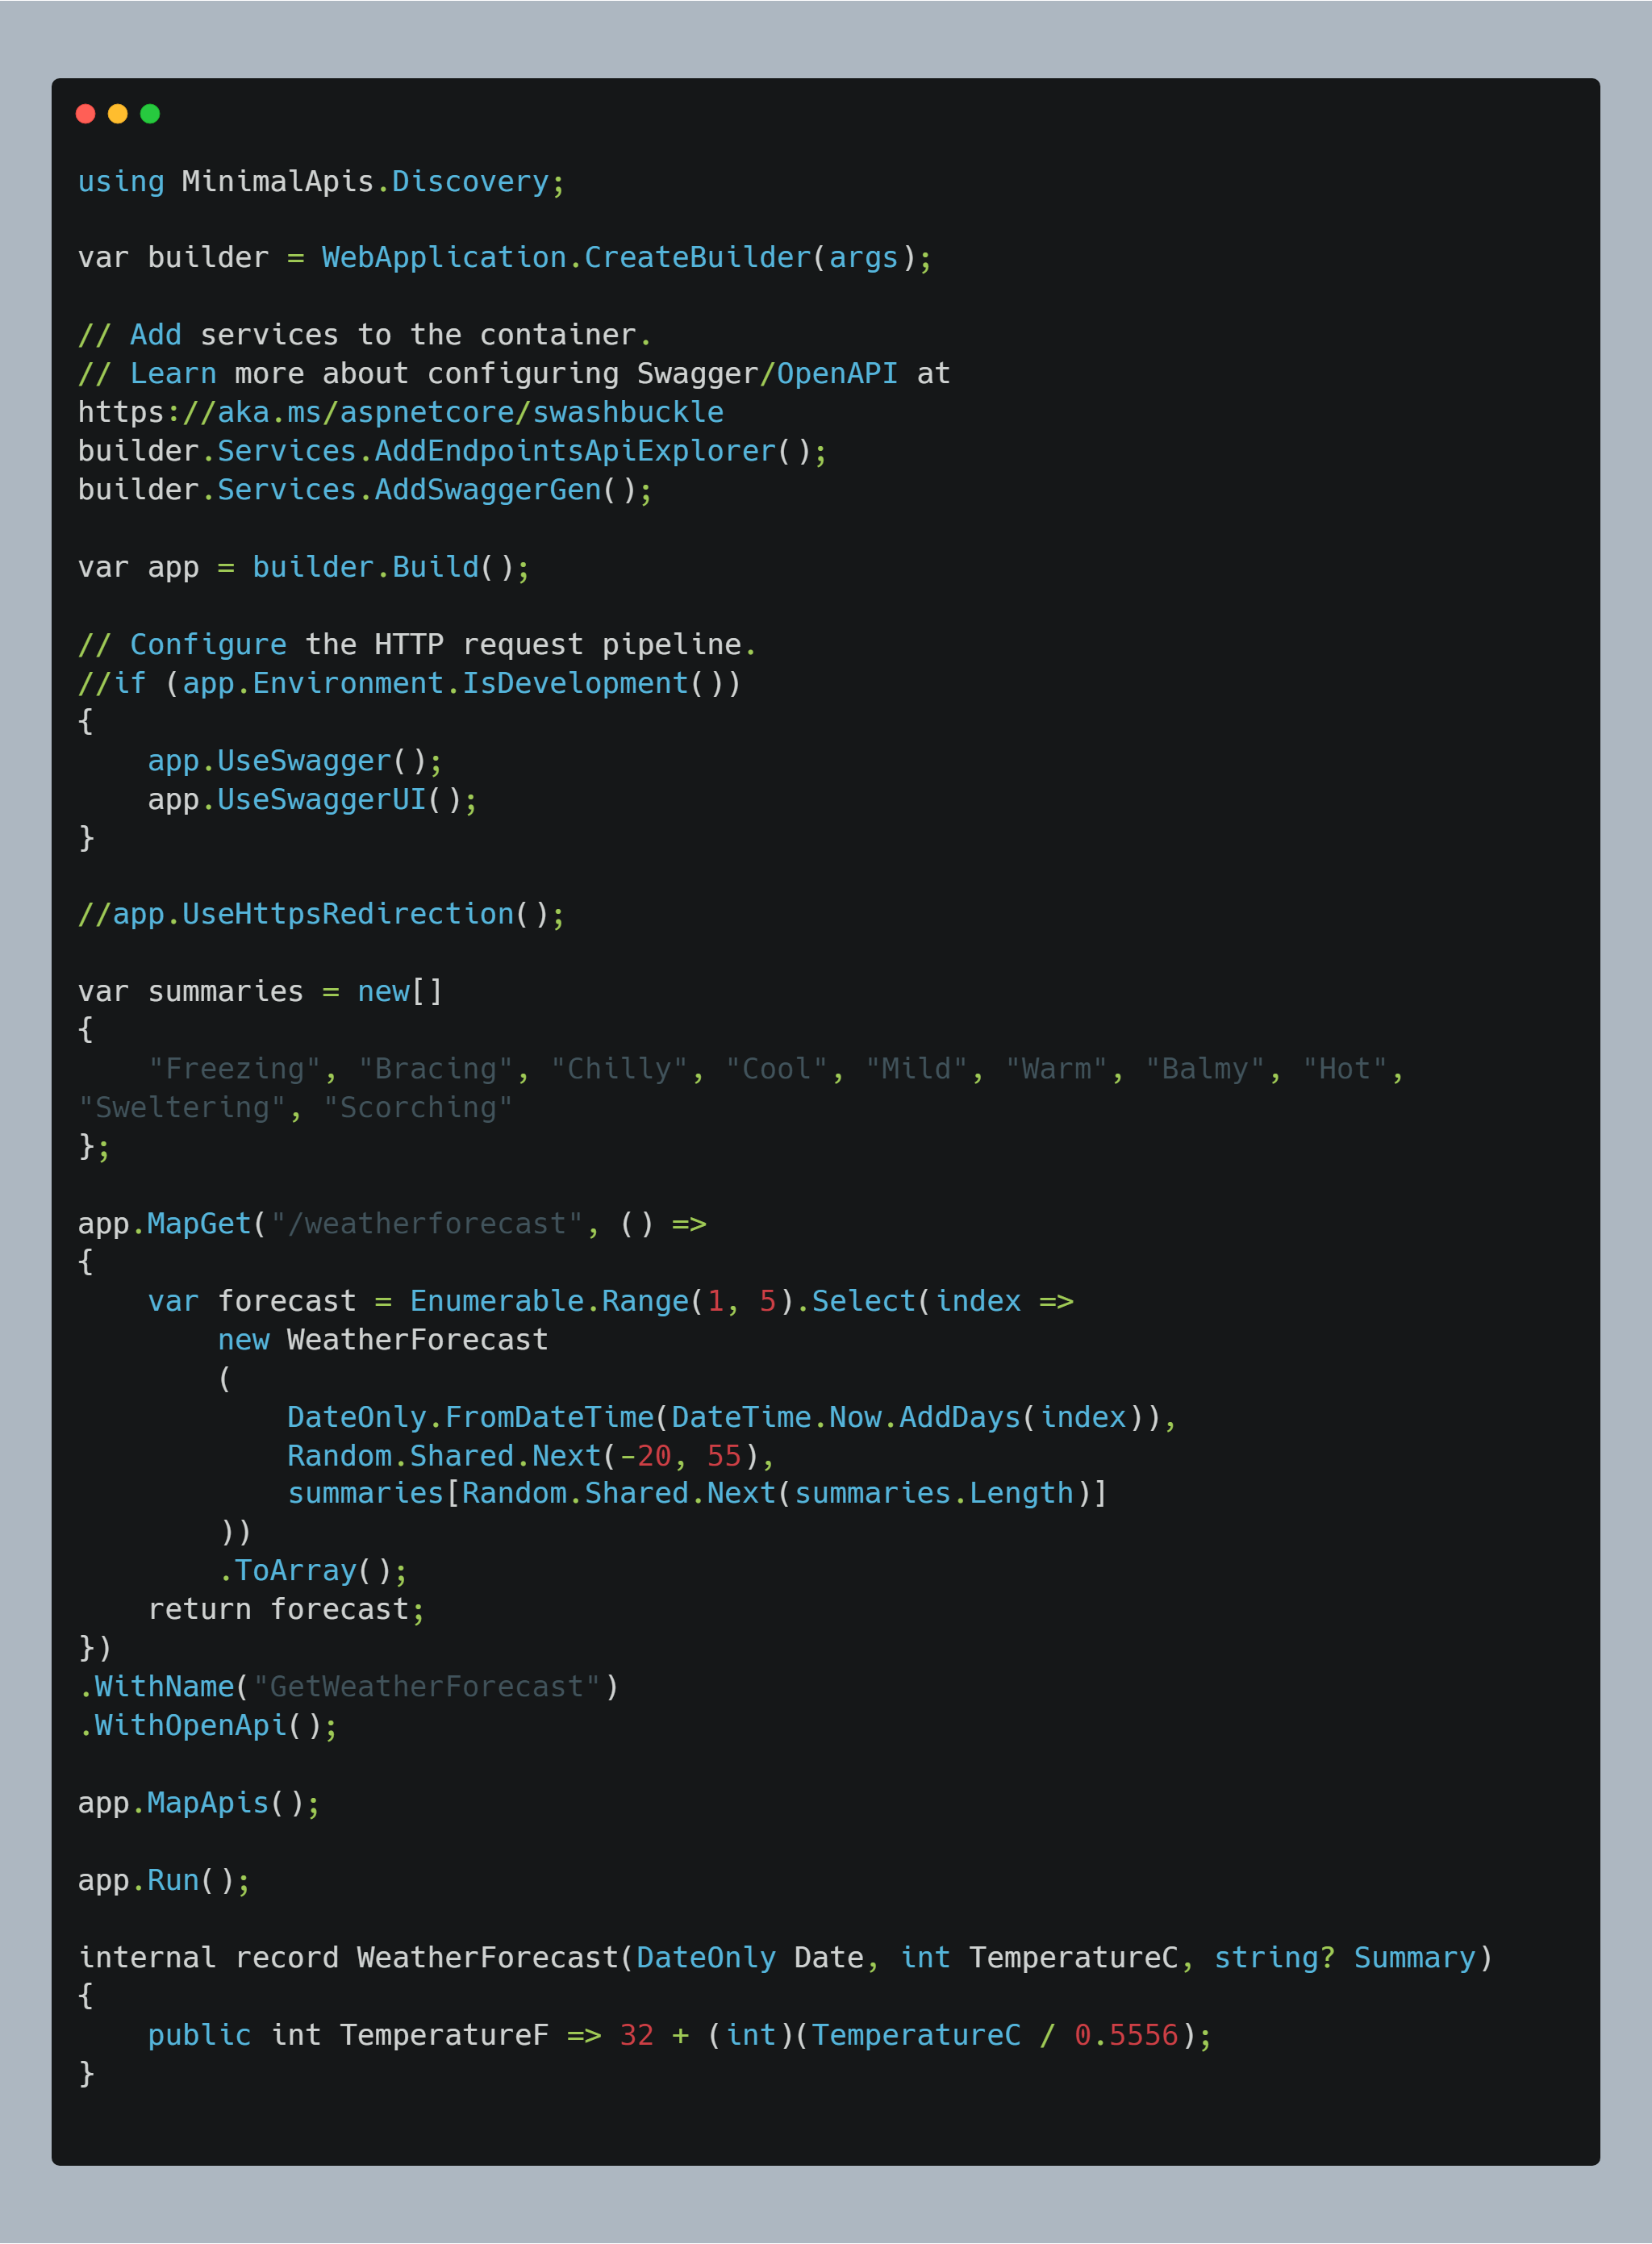 using MinimalApis.Discovery;
var builder = WebApplication.CreateBuilder(args);
// Add services to the container.
// Learn more about configuring Swagger/OpenAPI at
https://aka.ms/aspnetcore/swashbuckle
builder.Services.AddEndpointsApiExplorer();
builder.Services.AddSwaggerGen();
var app = builder.Build();
// Configure the HTTP request pipeline.
//if (app.Environment.IsDevelopment())
{
    app.UseSwagger();
    app.UseSwaggerUI();
}
//app.UseHttpsRedirection();
var summaries = new[]
{
    "Freezing", "Bracing", "Chilly", "Cool", "Mild", "Warm", "Balmy", "Hot",
"Sweltering", "Scorching"
};
app.MapGet("/weatherforecast", () =>
{
    var forecast = Enumerable.Range(1, 5).Select(index =>
        new WeatherForecast
        (
            DateOnly.FromDateTime(DateTime.Now.AddDays(index)),
            Random.Shared.Next(-20, 55),
            summaries[Random.Shared.Next(summaries.Length)]
        ))
        .ToArray();
    return forecast;
})
.WithName("GetWeatherForecast")
.WithOpenApi();
app.MapApis();
app.Run();
internal record WeatherForecast(DateOnly Date, int TemperatureC, string? Summary)
{
    public int TemperatureF => 32 + (int)(TemperatureC / 0.5556);
}